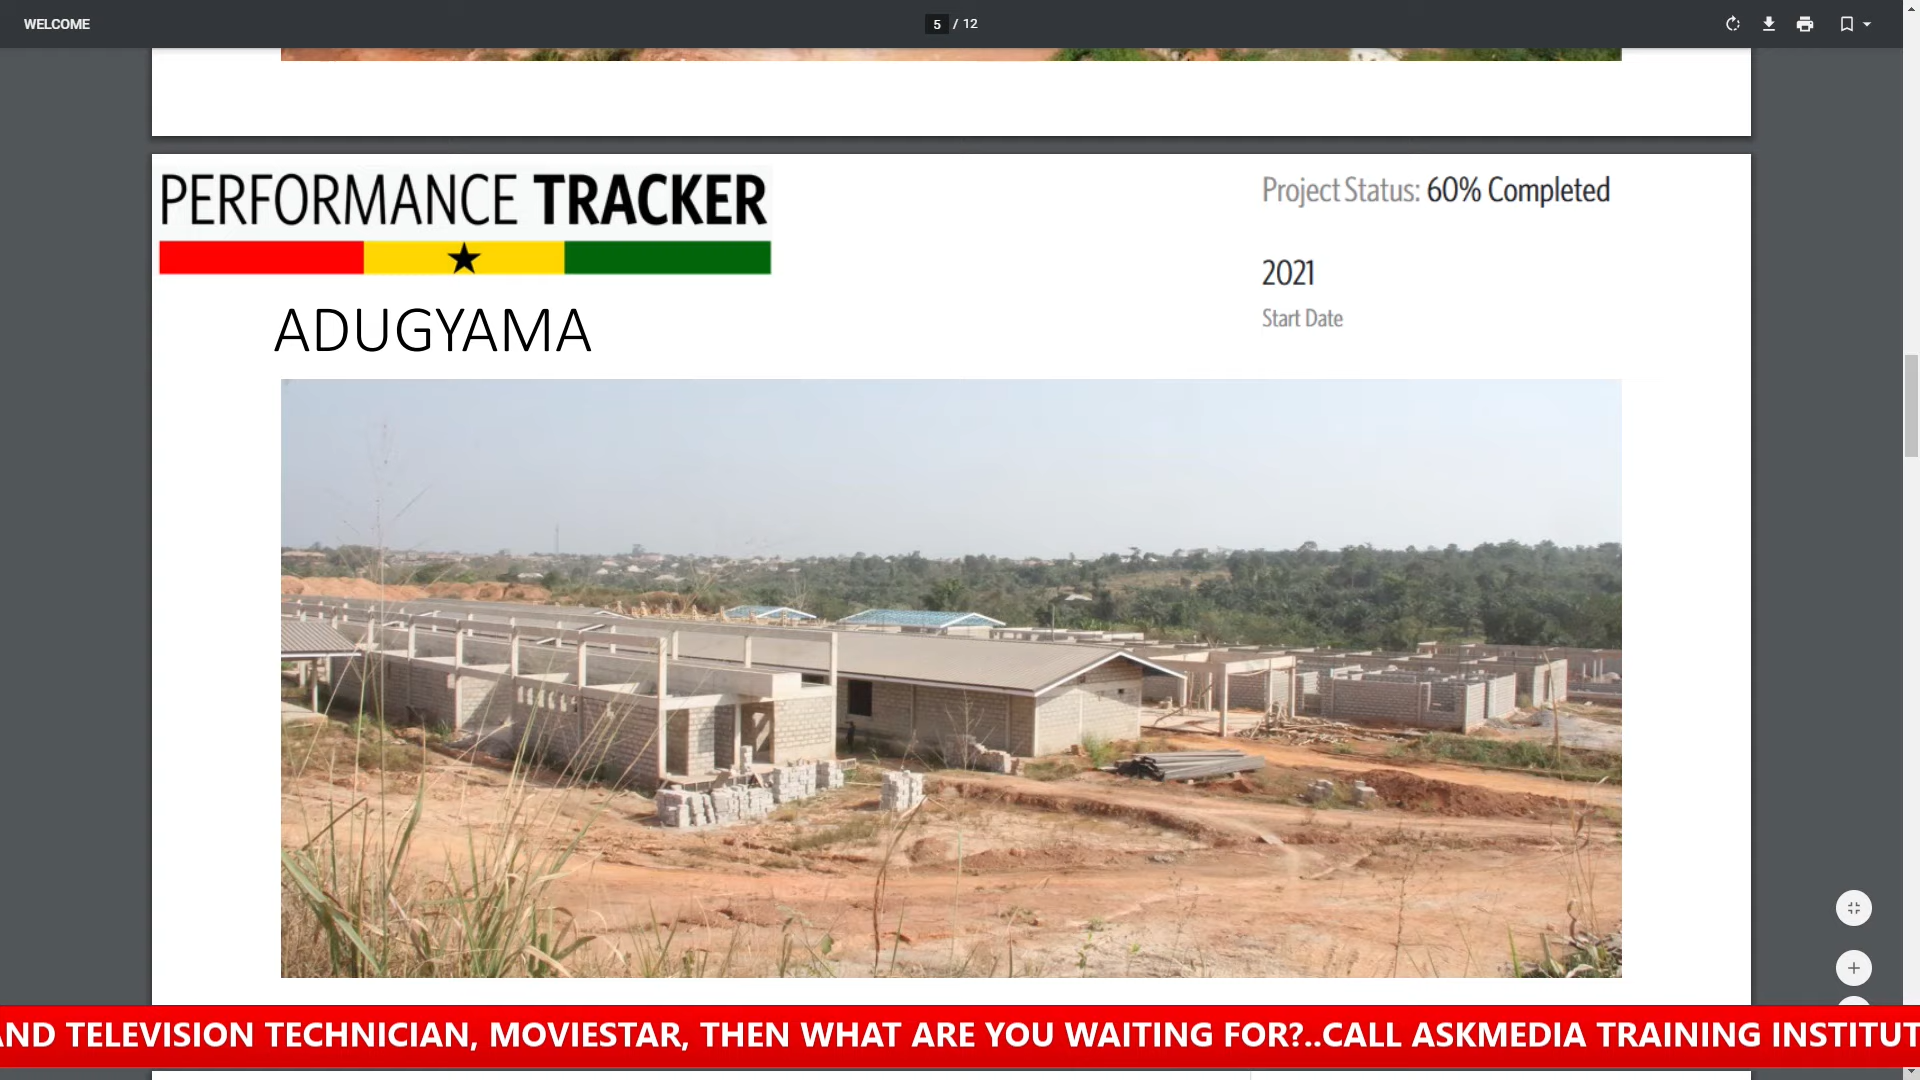 WELCOME
5 / 12
PERFORMANCE TRACKER
Project Status: 60% Completed
2021
Start Date
ADUGYAMA
AND TELEVISION TECHNICIAN, MOVIESTAR, THEN WHAT ARE YOU WAITING FOR?..CALL ASKMEDIA TRAINING INSTITUT